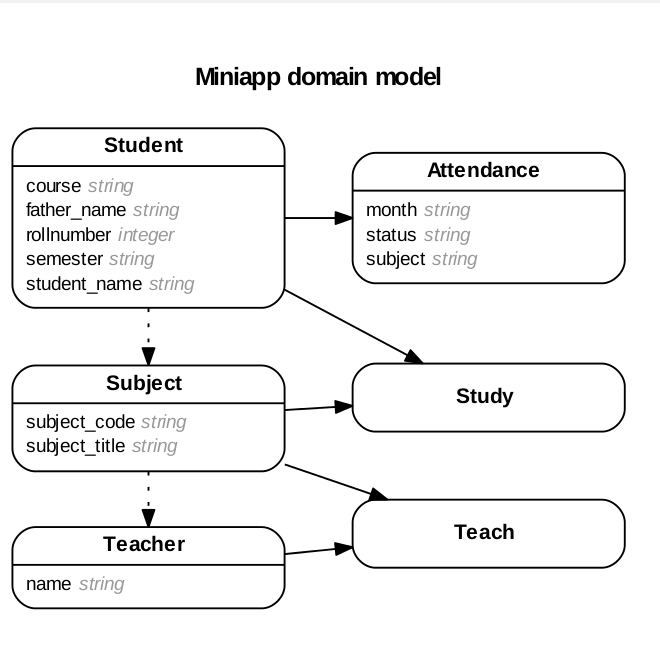 Miniapp domain model
Student
course string
father_name string
rollnumber integer
semester string
student_name string
Attendance
month string
status string
subject string
Subject
subject_code string
subject_title string
Study
Teacher
name string
Teach